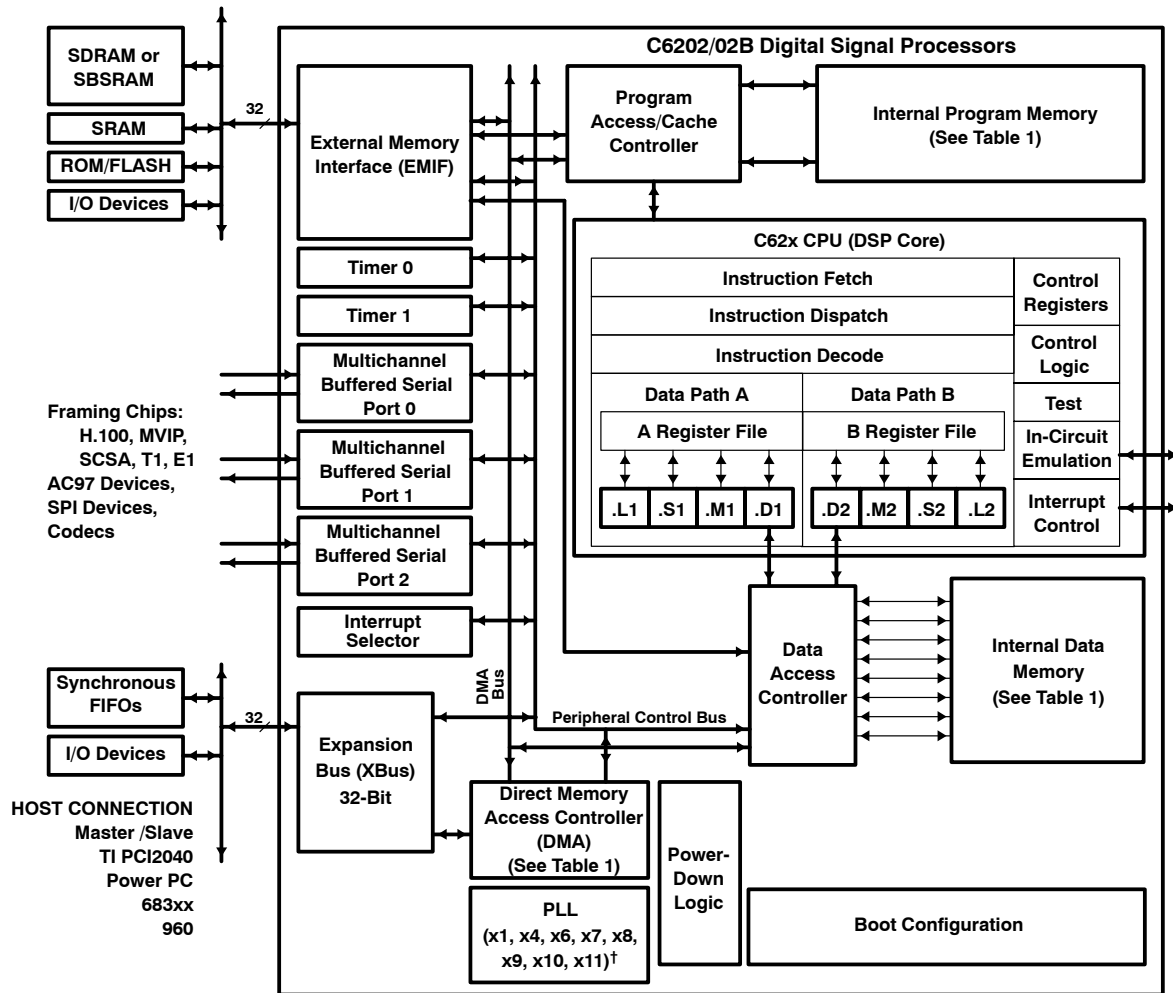 C6202/02B Digital Signal Processors
SDRAM or
SBSRAM
SRAM
ROM/FLASH
I/O Devices
32
External Memory
Interface (EMIF)
Program
Access/Cache
Controller
Internal Program Memory
(See Table 1)
C62x CPU (DSP Core)
Instruction Fetch
Instruction Dispatch
Instruction Decode
Control
Registers
Control
Logic
Test
In-Circuit
Emulation
Interrupt
Control
Data Path A
Data Path B
A Register File
B Register File
.L1
.S1
.M1
.D1
.D2
.M2
.S2
.L2
Timer 0
Timer 1
Multichannel
Buffered Serial
Port 0
Multichannel
Buffered Serial
Port 1
Multichannel
Buffered Serial
Port 2
Framing Chips:
H.100, MVIP,
SCSA, T1, E1
AC97 Devices,
SPI Devices,
Codecs
Interrupt
Selector
Data
Access
Controller
Internal Data
Memory
(See Table 1)
Synchronous
FIFOs
I/O Devices
32
DMA
Bus
Peripheral Control Bus
Expansion
Bus (XBus)
32-Bit
HOST CONNECTION
Master /Slave
TI PCI2040
Power PC
683xx
960
Direct Memory
Access Controller
(DMA)
(See Table 1)
Power-
Down
Logic
PLL
(x1, x4, x6, x7, x8,
x9, x10, x11)†
Boot Configuration